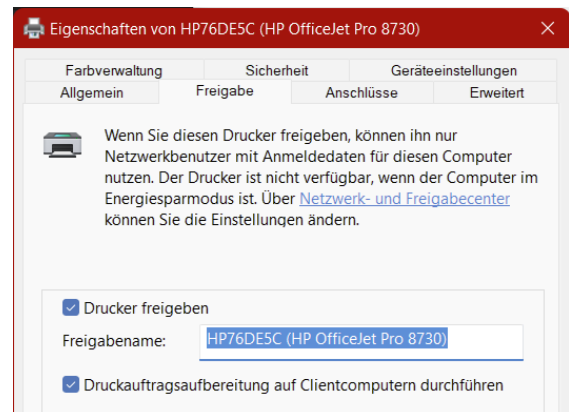 Eigenschaften von HP76DE5C (HP OfficeJet Pro 8730)
Farbverwaltung Sicherheit Geräteeinstellungen
Allgemein Freigabe Anschlüsse Erweitert
Wenn Sie diesen Drucker freigeben, können ihn nur
Netzwerkbenutzer mit Anmeldedaten für diesen Computer
nutzen. Der Drucker ist nicht verfügbar, wenn der Computer im
Energiesparmodus ist. Über Netzwerk- und Freigabecenter
können Sie die Einstellungen ändern.
Drucker freigeben
Freigabename: HP76DE5C (HP OfficeJet Pro 8730)
Druckauftragsaufbereitung auf Clientcomputern durchführen